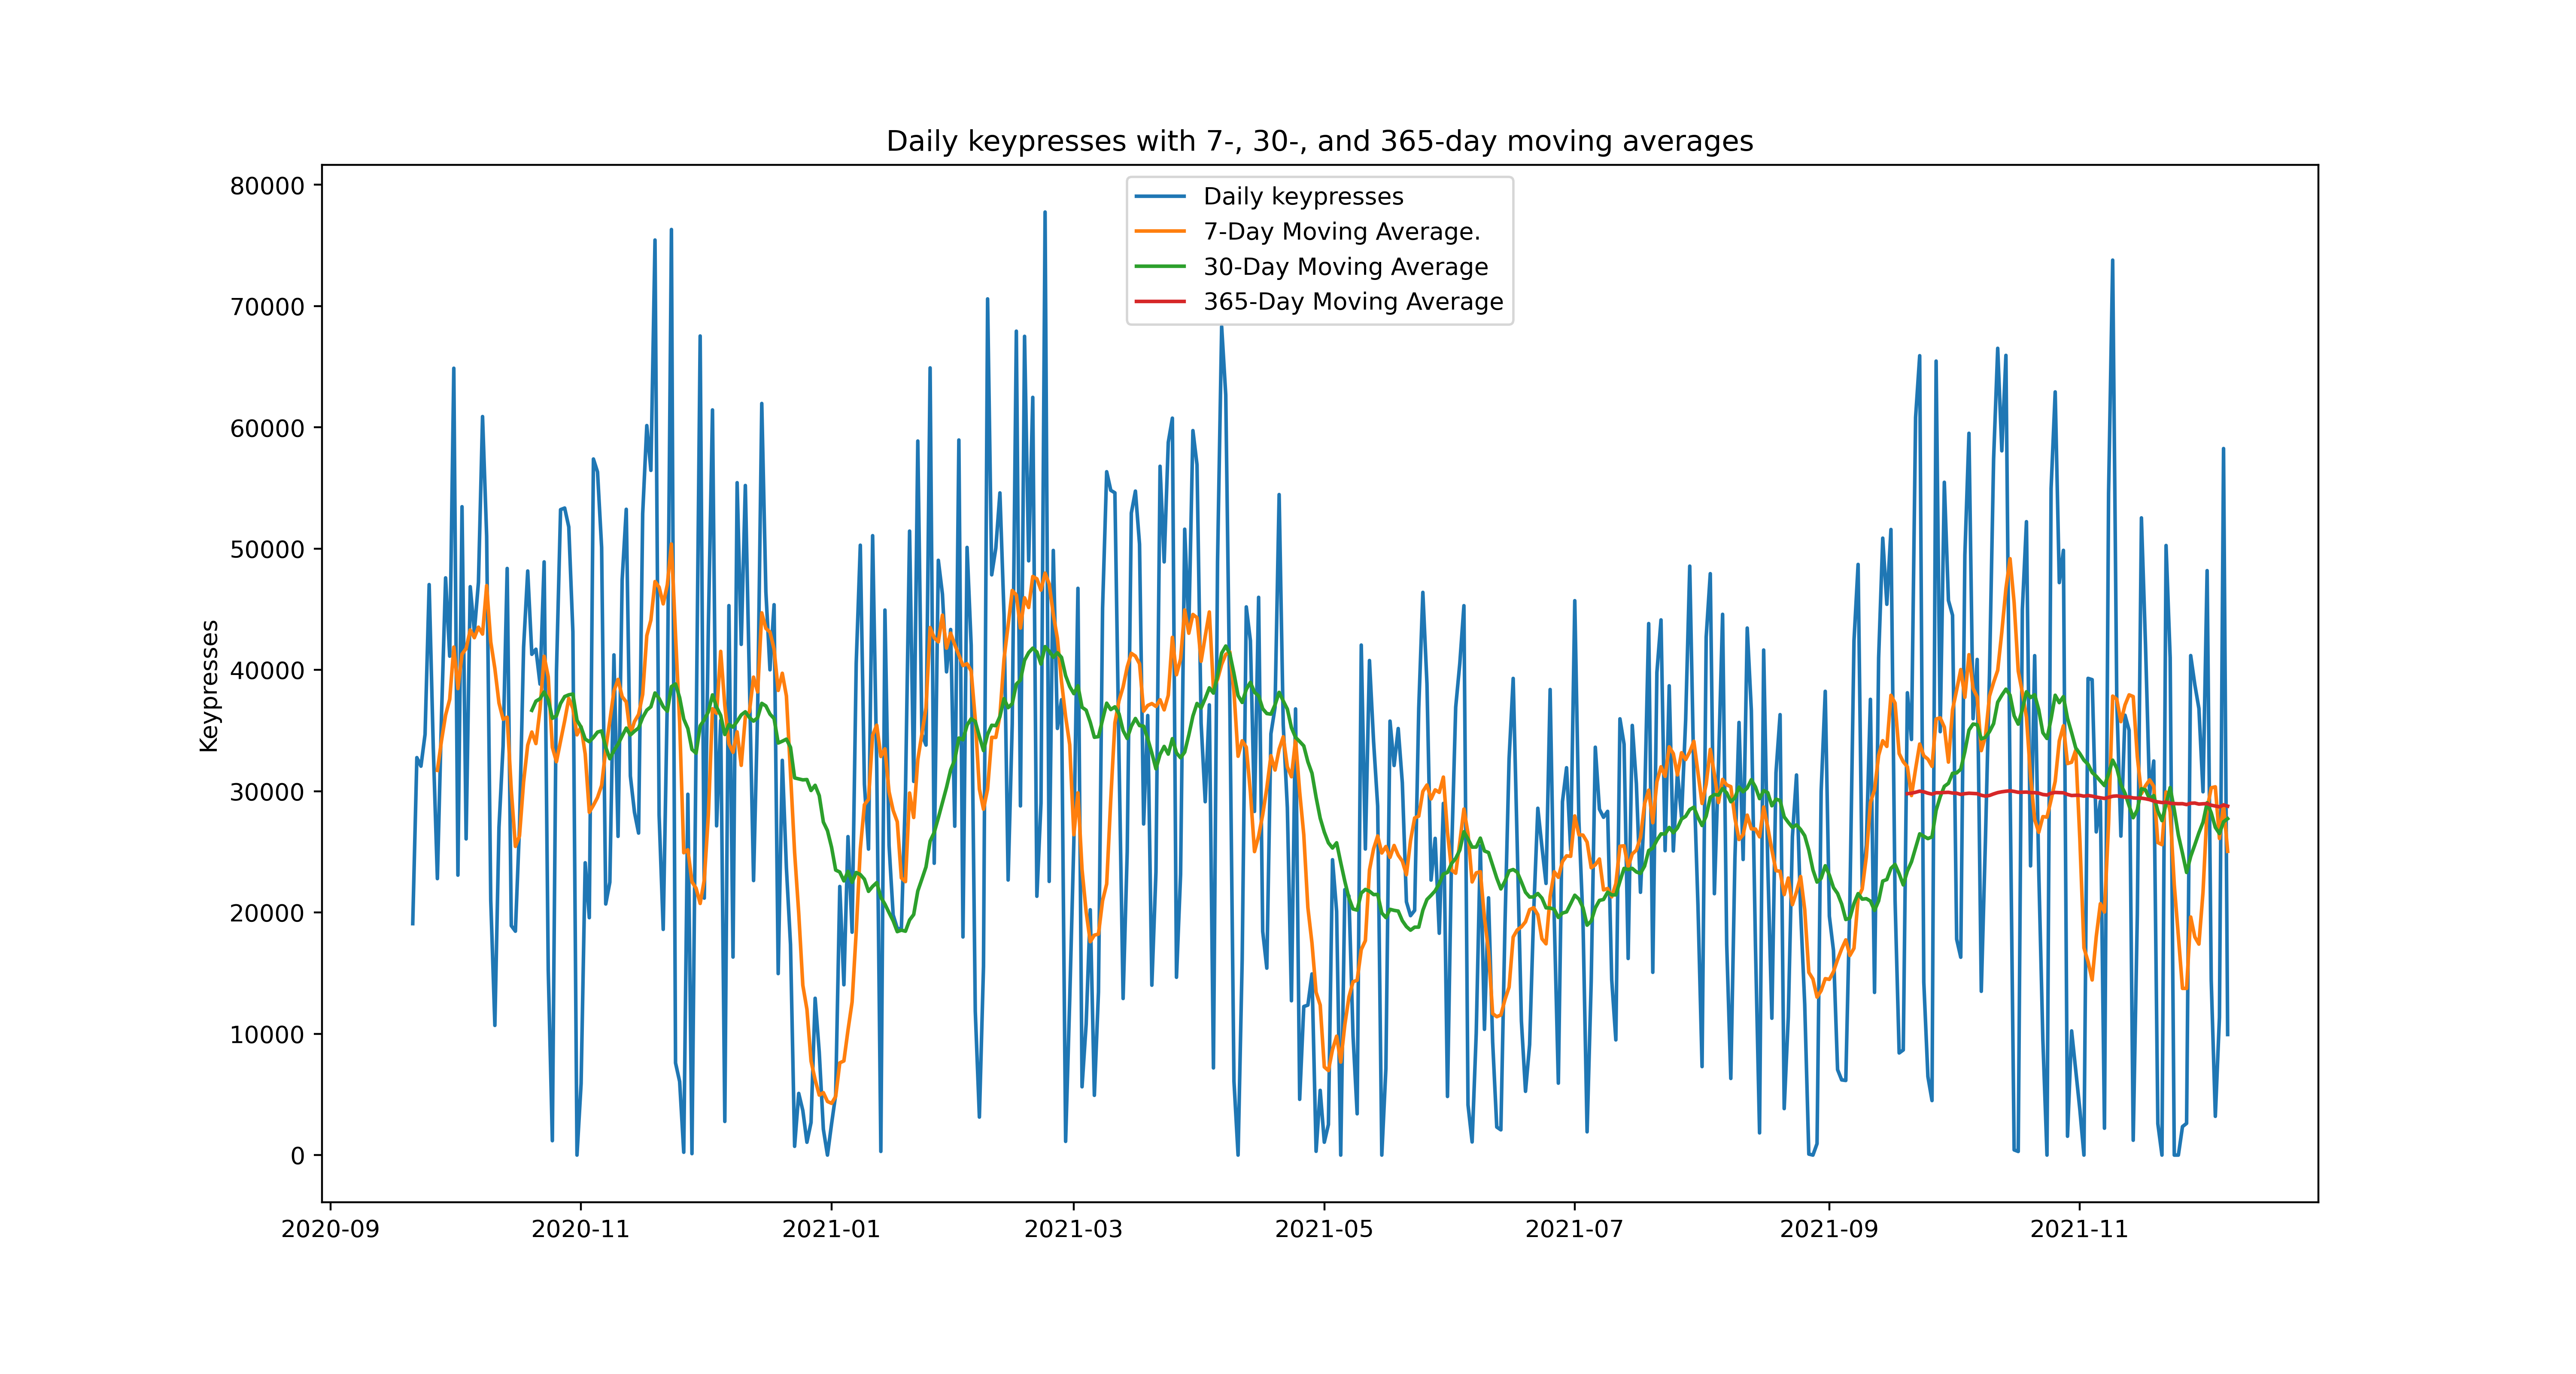 Daily keypresses with 7-, 30-, and 365-day moving averages
Daily keypresses
7-Day Moving Average.
30-Day Moving Average
365-Day Moving Average
Keypresses
80000
70000
60000
50000
40000
30000
20000
10000
0
2020-09 2020-11 2021-01 2021-03 2021-05 2021-07 2021-09 2021-11